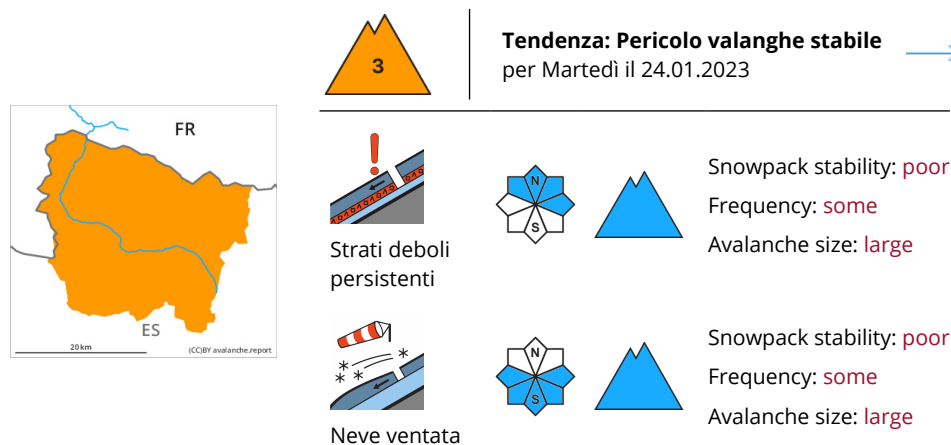 3
Tendenza: Pericolo valanghe stabile
per Martedì il 24.01.2023
FR
ES
20 km
(CC)BY avalanche.report
Strati deboli
persistenti
N
S
Snowpack stability: poor
Frequency: some
Avalanche size: large
Neve ventata
N
S
Snowpack stability: poor
Frequency: some
Avalanche size: large